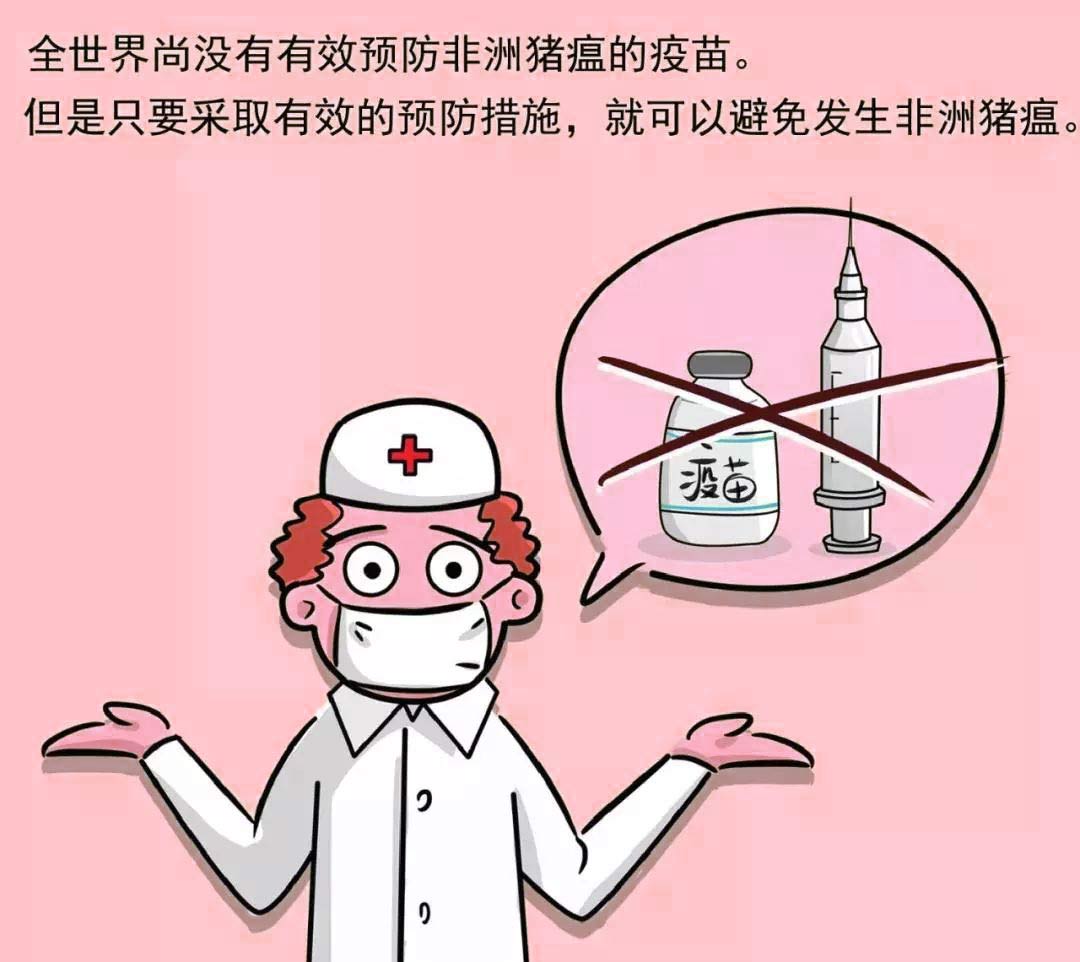 全世界尚没有有效预防非洲猪瘟的疫苗。
但是只要采取有效的预防措施，就可以避免发生非洲猪瘟。
疫苗